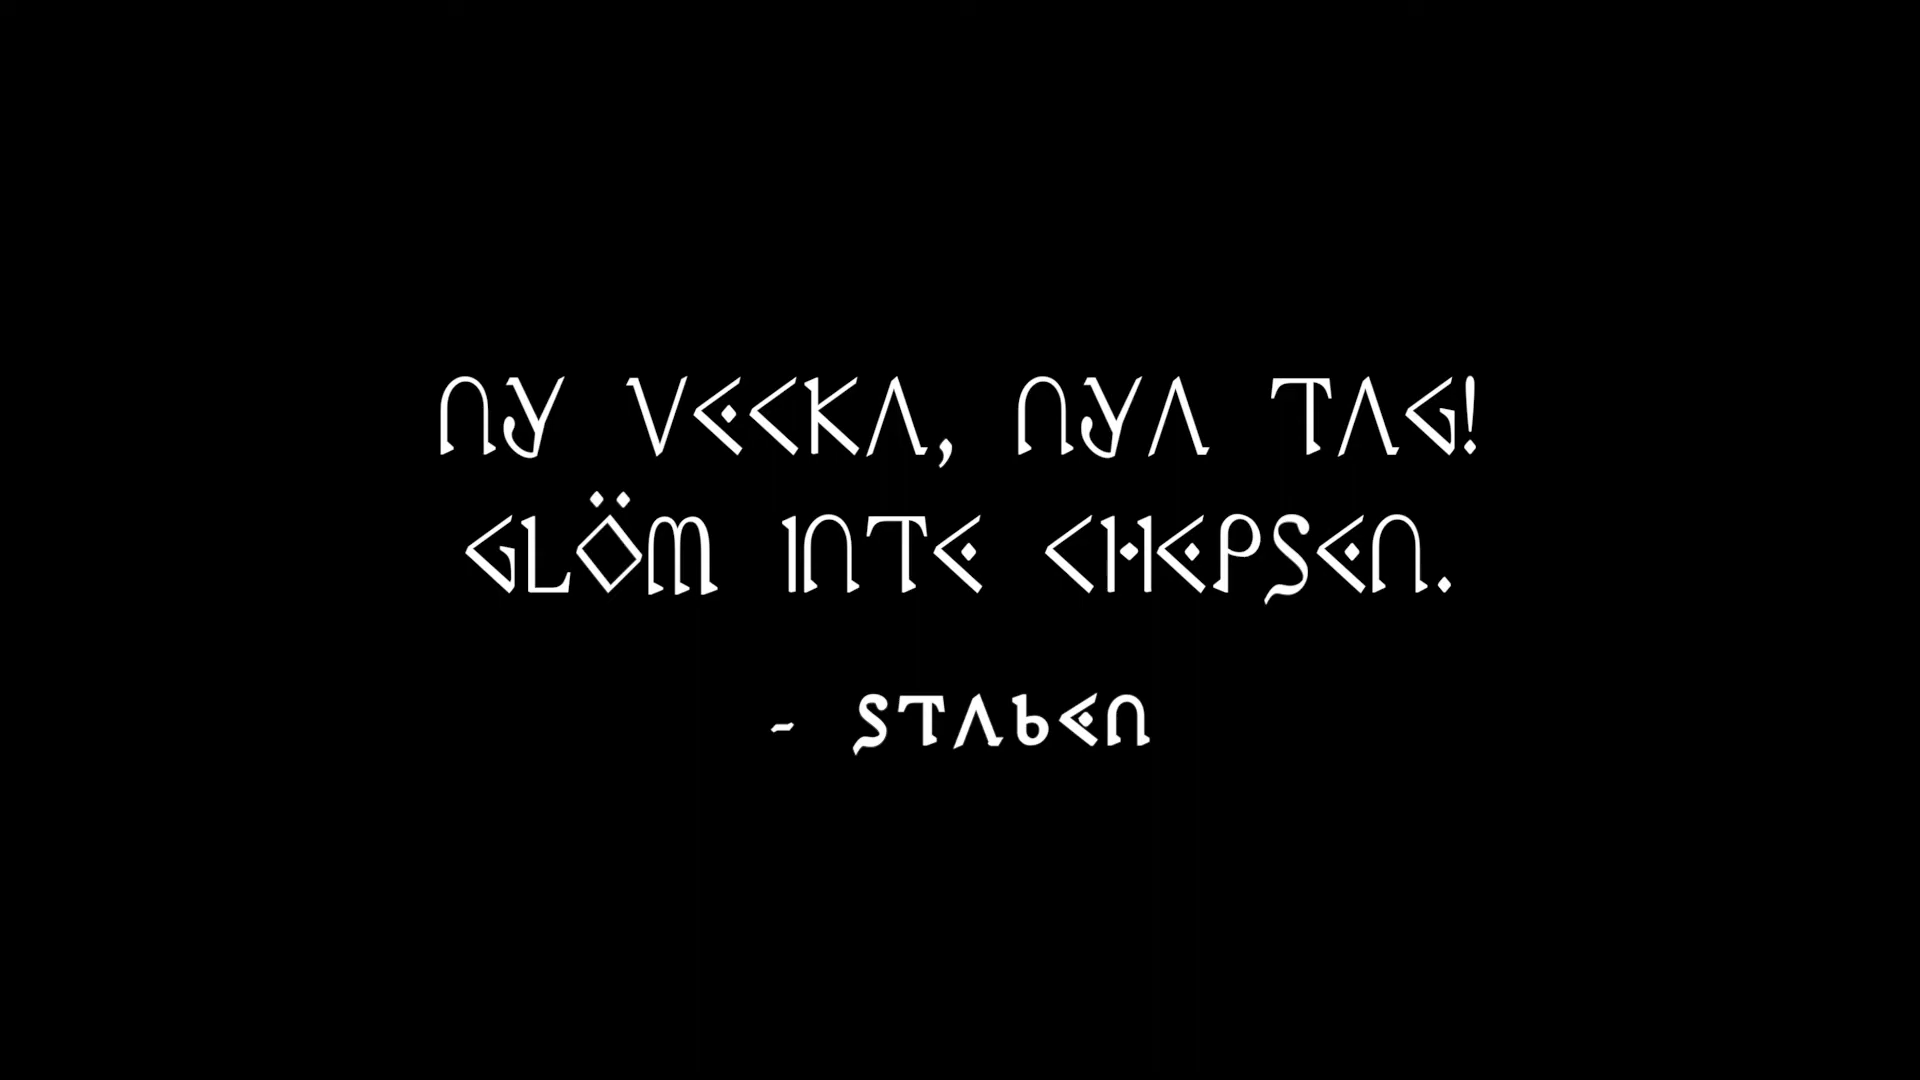 NY VECKA, NYA TAG!
GLÖM INTE CHEPSEN.
- STABEN